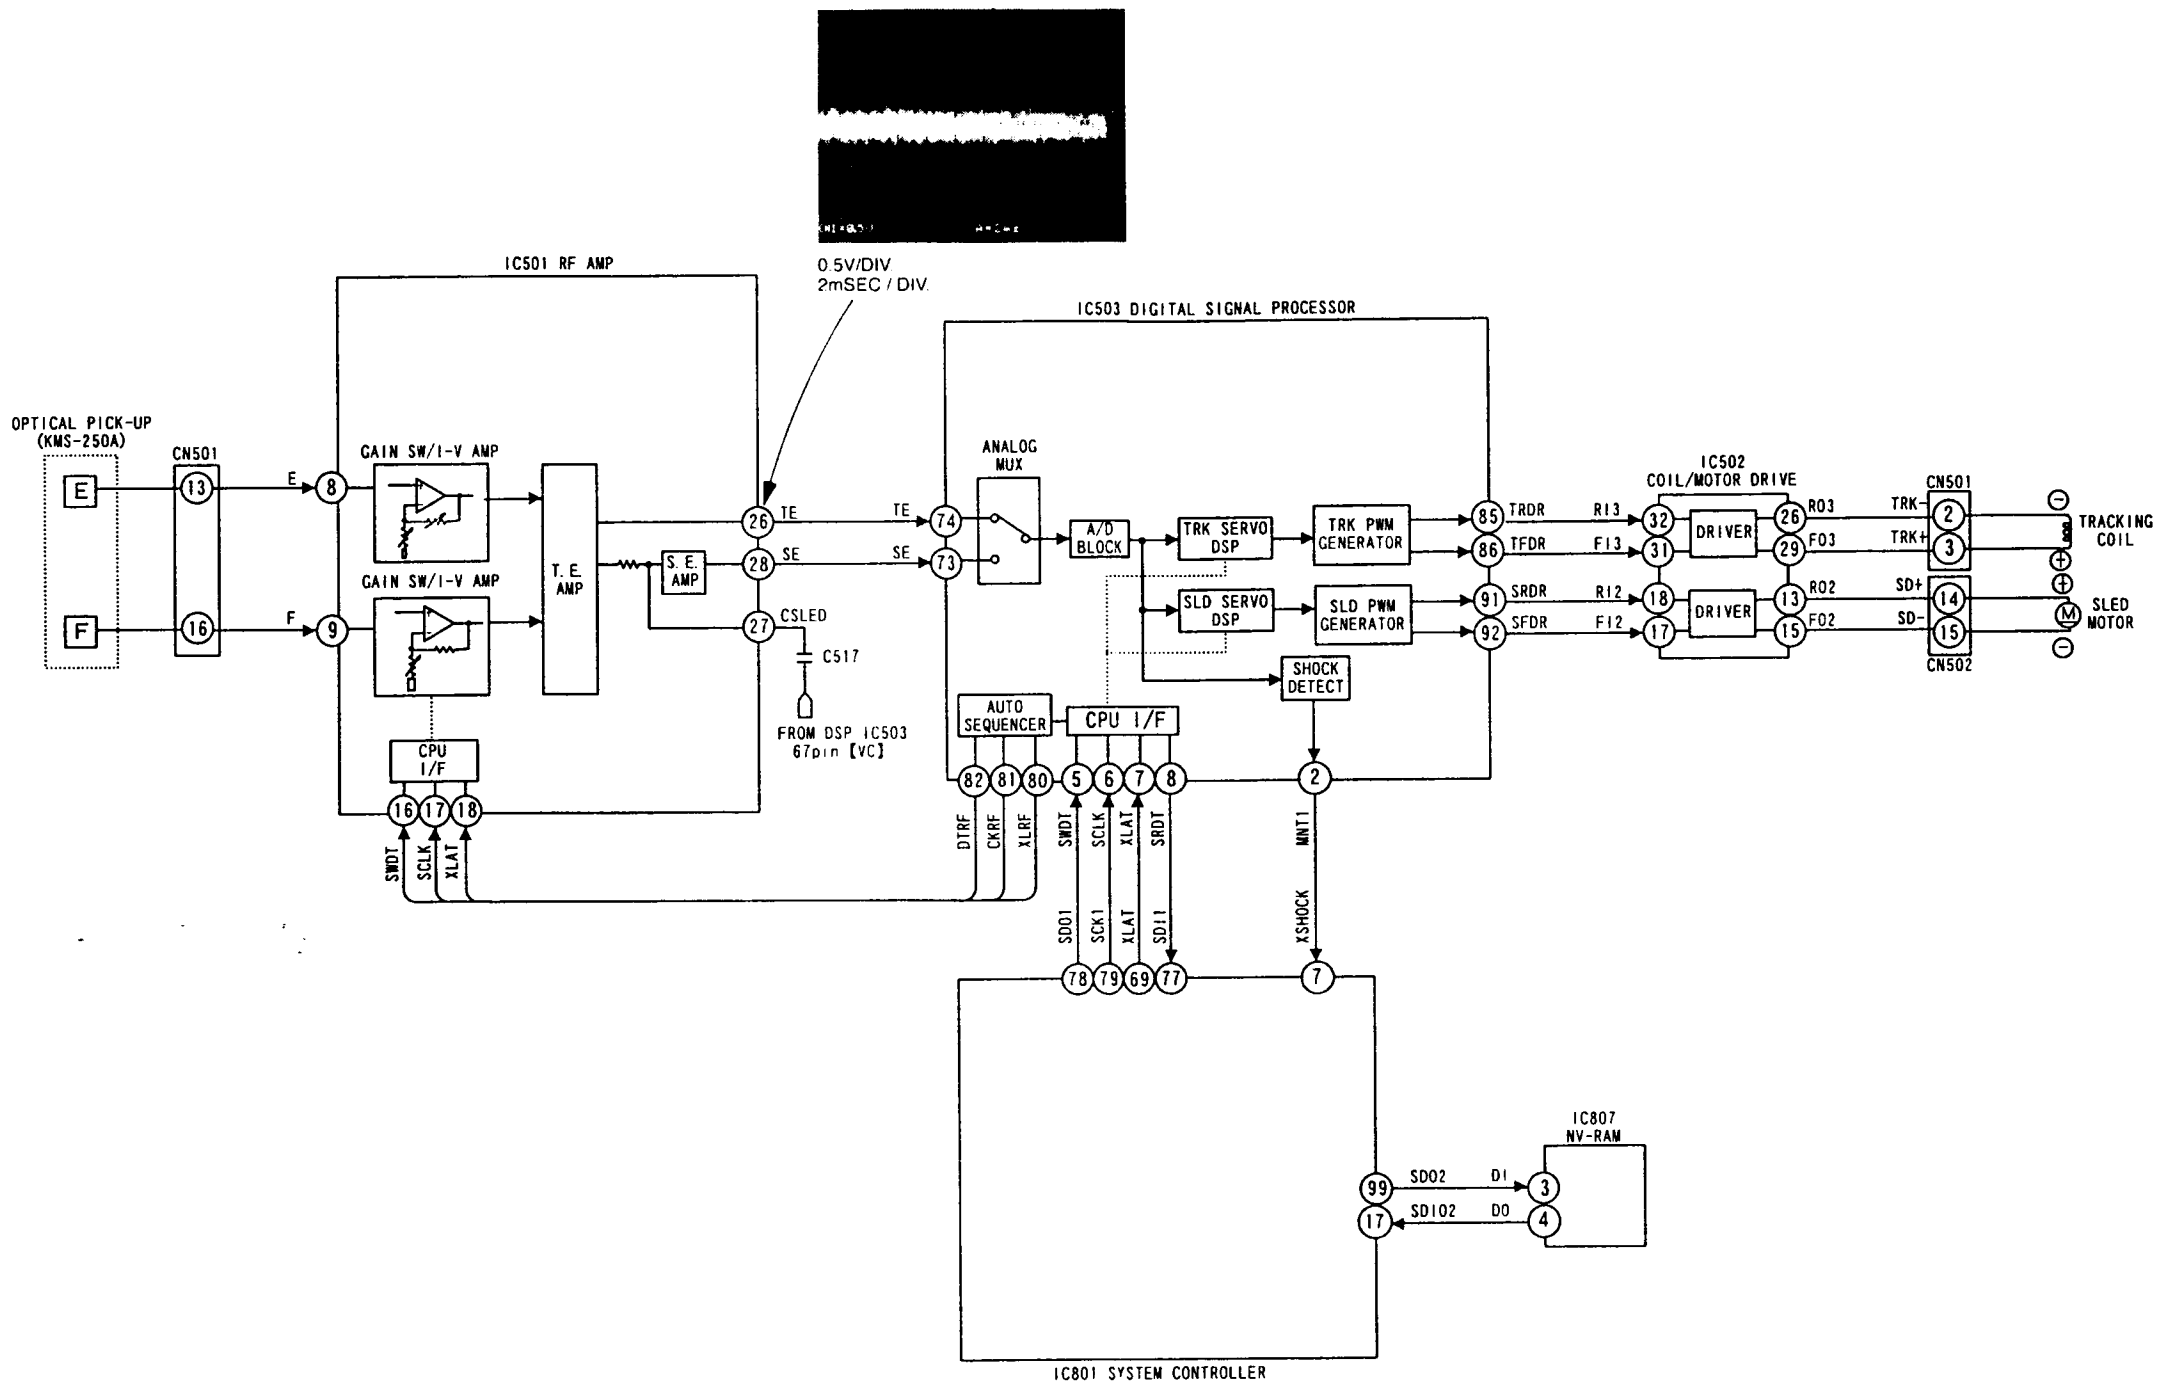 0.5V/DIV.
2mSEC / DIV.
IC501 RF AMP
IC503 DIGITAL SIGNAL PROCESSOR
OPTICAL PICK-UP
(KMS-250A)
CN501
E
13
E
8
GAIN SW/I-V AMP
F
16
F
9
GAIN SW/I-V AMP
T. E.
AMP
S. E.
AMP
26
TE
TE
74
28
SE
SE
73
27
CSLED
C517
FROM DSP IC503
67pin【VC】
CPU
I/F
16
17
18
SWDT
SCLK
XLAT
ANALOG
MUX
A/D
BLOCK
TRK SERVO
DSP
TRK PWM
GENERATOR
SLD SERVO
DSP
SLD PWM
GENERATOR
SHOCK
DETECT
AUTO
SEQUENCER
CPU I/F
82
81
80
5
6
7
8
2
DTRF
CKRF
XLRF
SWDT
SCLK
XLAT
SRDT
MNT1
SDO1
SCK1
XLAT
SDI1
XSHOCK
78
79
69
77
7
85
TRDR
RI3
32
86
TFDR
FI3
31
91
SRDR
RI2
18
92
SFDR
FI2
17
IC502
COIL/MOTOR DRIVE
DRIVER
DRIVER
26
RO3
TRK-
2
29
FO3
TRK+
3
13
RO2
SD+
14
15
FO2
SD-
15
CN501
CN502
TRACKING
COIL
M
SLED
MOTOR
99
SDO2
DI
3
17
SDIO2
DO
4
IC807
NV-RAM
IC801 SYSTEM CONTROLLER